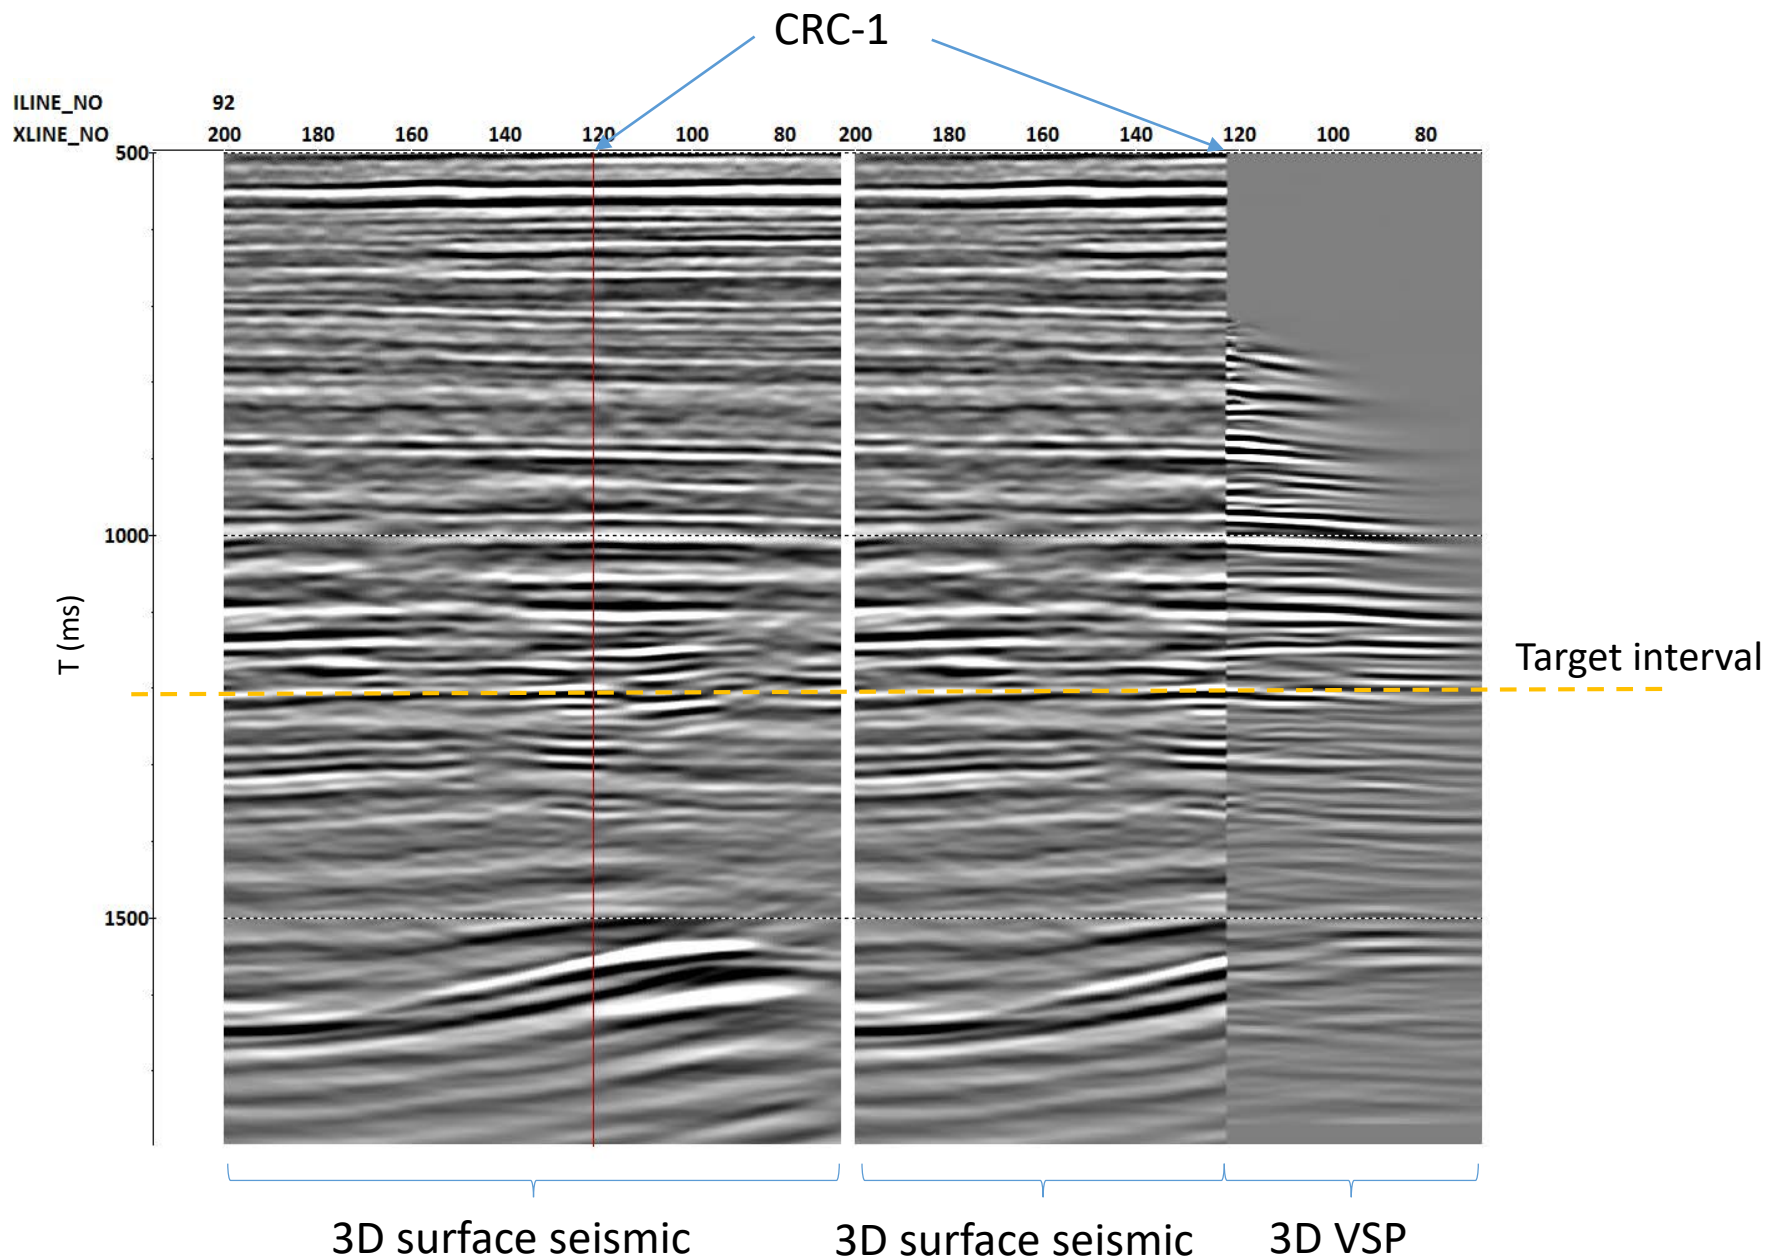 CRC-1
ILINE_NO 92
XLINE_NO 200 180 160 140 120 100 80 200 180 160 140 120 100 80
500
1000
T (ms)
Target interval
1500
3D surface seismic 3D surface seismic 3D VSP